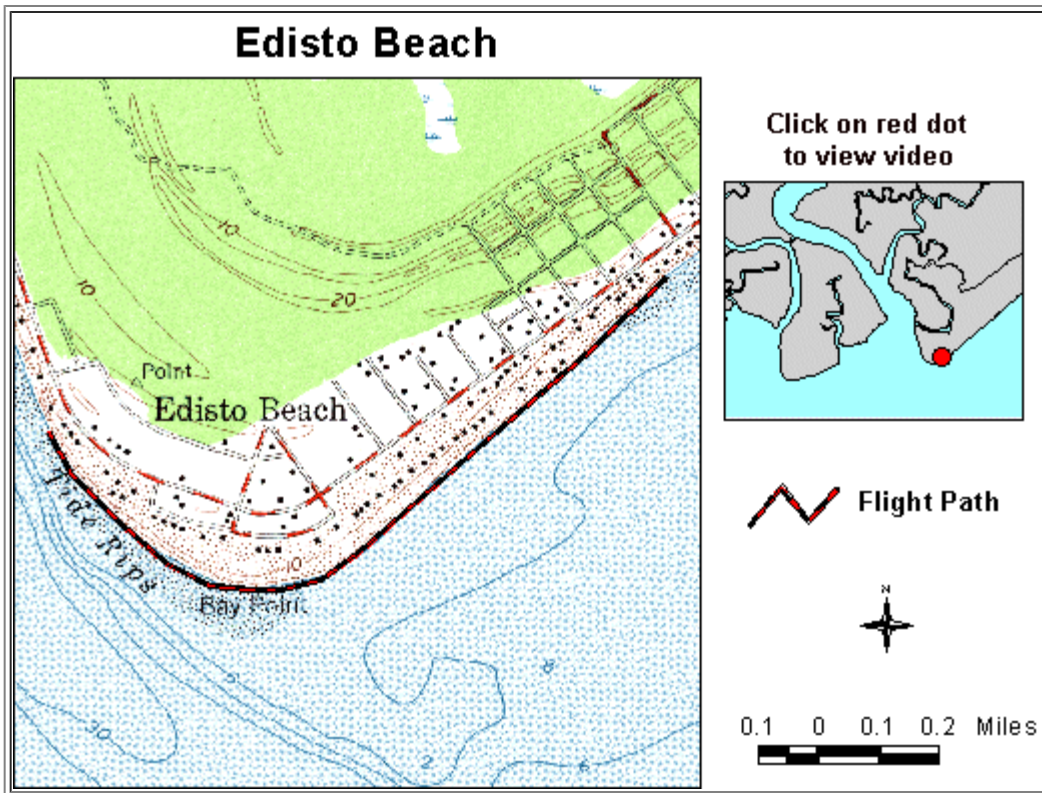 Edisto Beach
10
10
20
Point
Edisto Beach
Tide Rips
10
Bay Point
5
8
30
2
6
Click on red dot
to view video
Flight Path
N
0.1 0 0.1 0.2 Miles